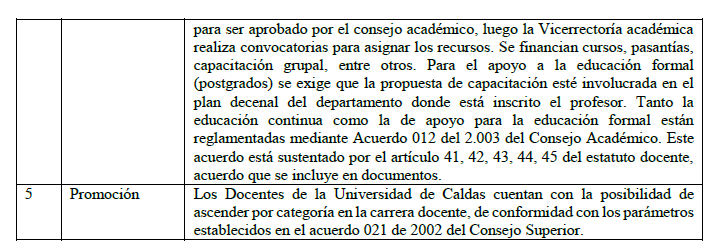 para ser aprobado por el consejo académico, luego la Vicerrectoría académica
realiza convocatorias para asignar los recursos. Se financian cursos, pasantías,
capacitación grupal, entre otros. Para el apoyo a la educación formal
(postgrados) se exige que la propuesta de capacitación esté involucrada en el
plan decenal del departamento donde está inscrito el profesor. Tanto la
educación continua como la de apoyo para la educación formal están
reglamentadas mediante Acuerdo 012 del 2.003 del Consejo Académico. Este
acuerdo está sustentado por el artículo 41, 42, 43, 44, 45 del estatuto docente,
acuerdo que se incluye en documentos.
5 Promoción Los Docentes de la Universidad de Caldas cuentan con la posibilidad de
ascender por categoría en la carrera docente, de conformidad con los parámetros
establecidos en el acuerdo 021 de 2002 del Consejo Superior.